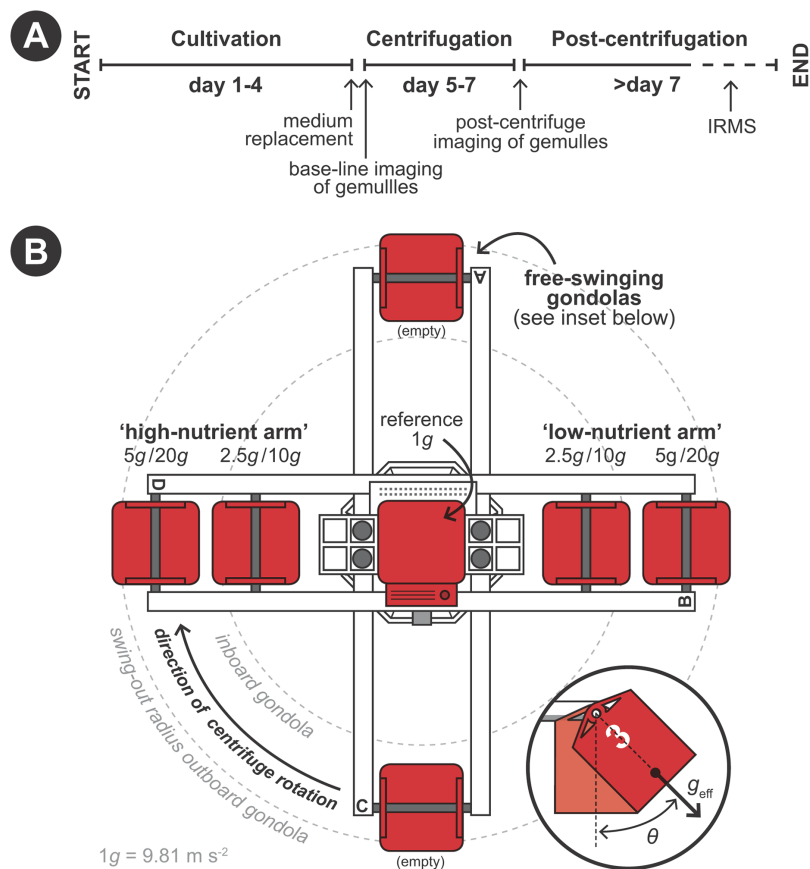 A
START
Cultivation
Centrifugation
Post-centrifugation
END
day 1-4
day 5-7
>day 7
medium
replacement
base-line imaging
of gemullles
post-centrifuge
imaging of gemulles
IRMS
B
A
free-swinging
gondolas
(see inset below)
(empty)
reference
1g
'high-nutrient arm'
5g/20g 2.5g/10g
'low-nutrient arm'
2.5g/10g 5g/20g
D
B
inboard gondola
direction of centrifuge rotation
swing-out radius outboard gondola
C
(empty)
3
g eff
θ
1g = 9.81 m s⁻²